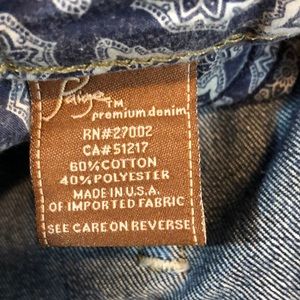 Paige™
premium.denim
RN#27002
CA#51217
60%COTTON
40%POLYESTER
MADE IN U.S.A.
OF IMPORTED FABRIC
SEE CARE ON REVERSE